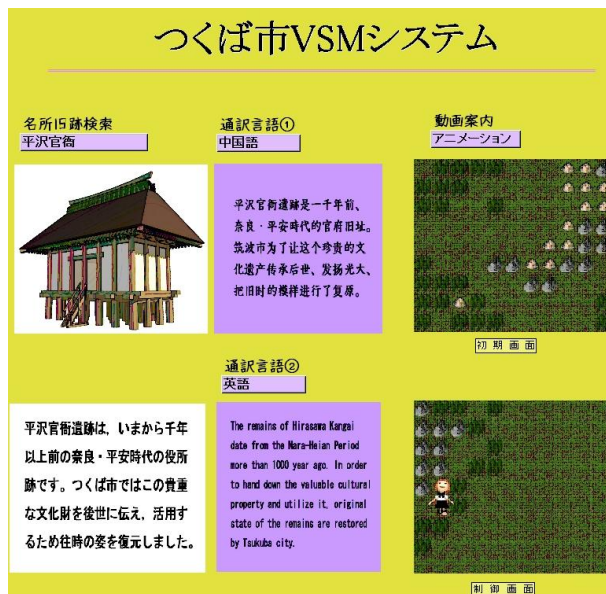 つくば市VSMシステム
名所旧跡検索
平沢官衙
通訳言語①
中国語
動画案内
アニメーション
平沢官衙遺跡是一千年前、
奈良・平安時代的官府旧址。
筑波市为了让这个珍贵的文
化遗产传承后世、发扬光大、
把旧时的模样进行了复原。
初期画面
通訳言語②
英語
平沢官衙遺跡は、いまから千年
以上前の奈良・平安時代の役所
跡です。つくば市ではこの貴重
な文化財を後世に伝え、活用す
るため往時の姿を復元しました。
The remains of Hirasawa Kangai
date from the Nara-Heian Period
more than 1000 year ago. In order
to hand down the valuable cultural
property and utilize it, original
state of the remains are restored
by Tsukuba city.
制御画面